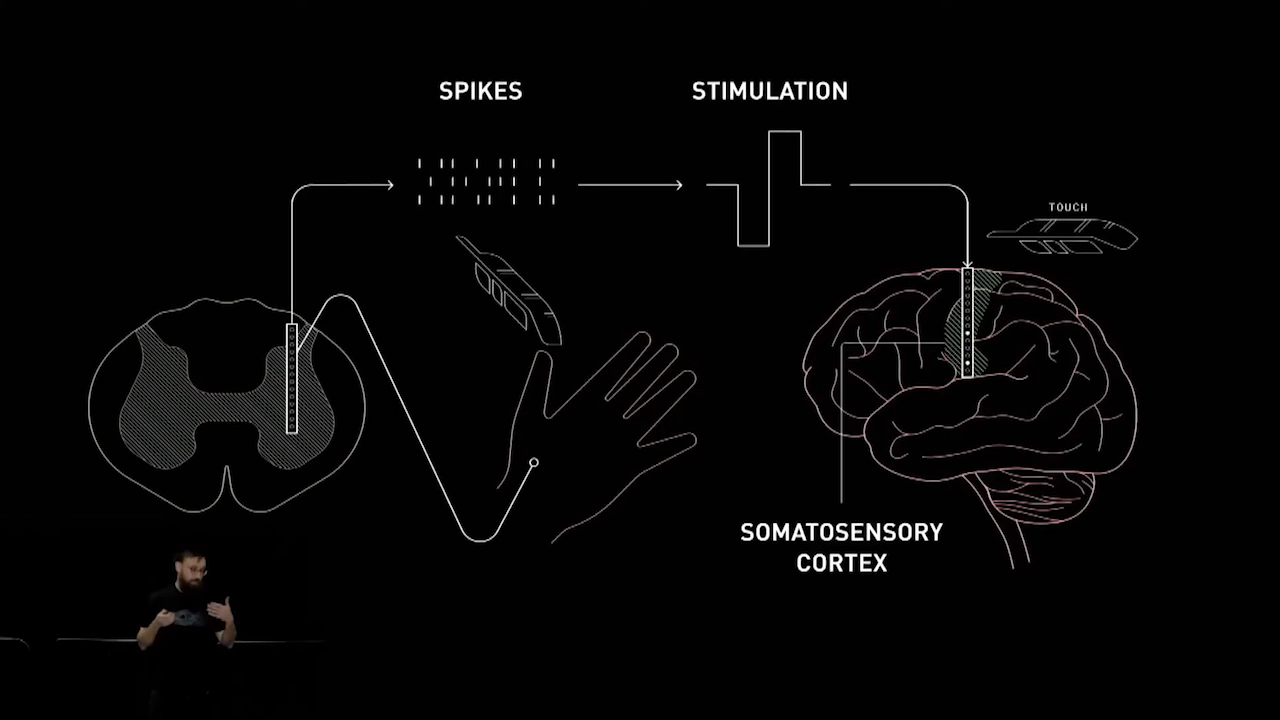 SPIKES
STIMULATION
TOUCH
SOMATOSENSORY
CORTEX